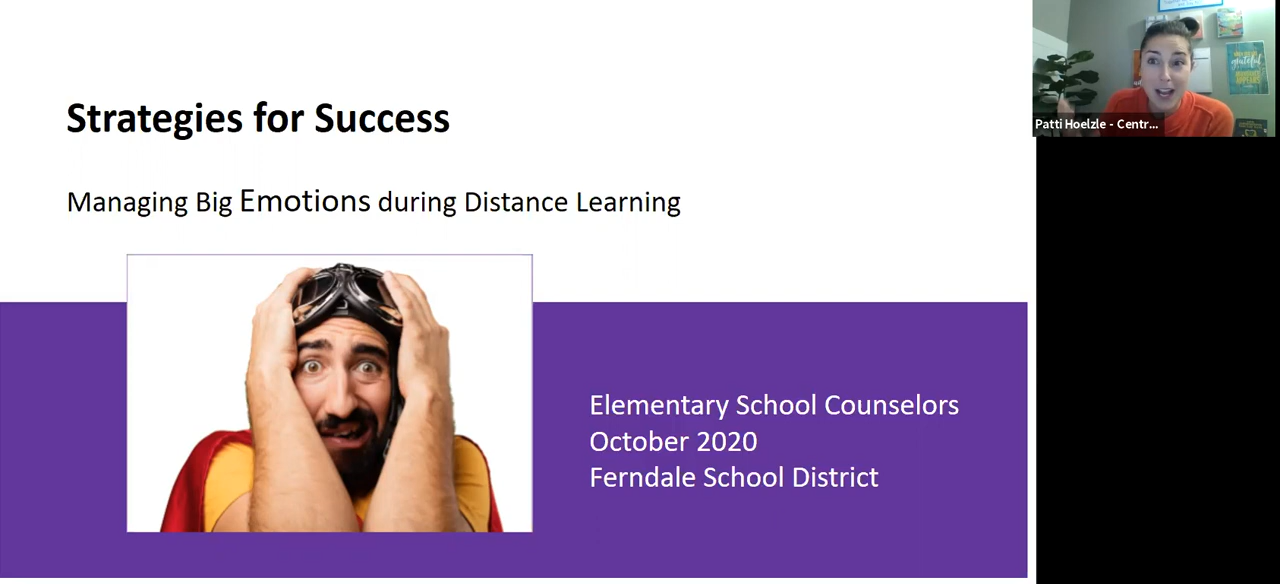 Strategies for Success
Managing Big Emotions during Distance Learning
Elementary School Counselors
October 2020
Ferndale School District
Patti Hoelzle - Centr...
grateful